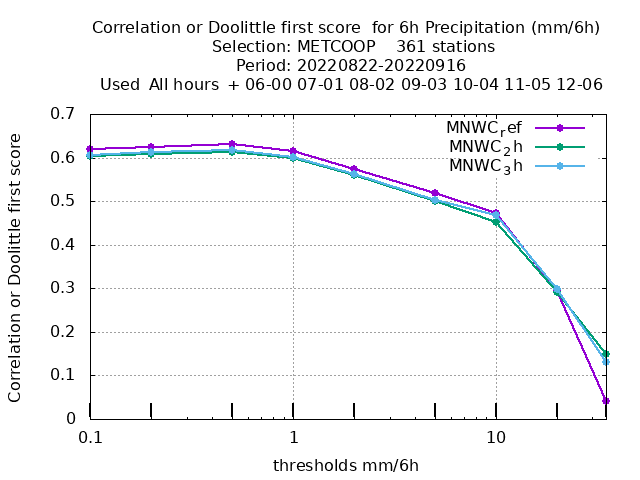 Correlation or Doolittle first score  for 6h Precipitation (mm/6h)
Selection: METCOOP    361 stations
Period: 20220822-20220916
Used  All hours  + 06-00 07-01 08-02 09-03 10-04 11-05 12-06
Correlation or Doolittle first score
0.7
0.6
0.5
0.4
0.3
0.2
0.1
0
MNWCref
MNWC2h
MNWC3h
0.1 1 10
thresholds mm/6h